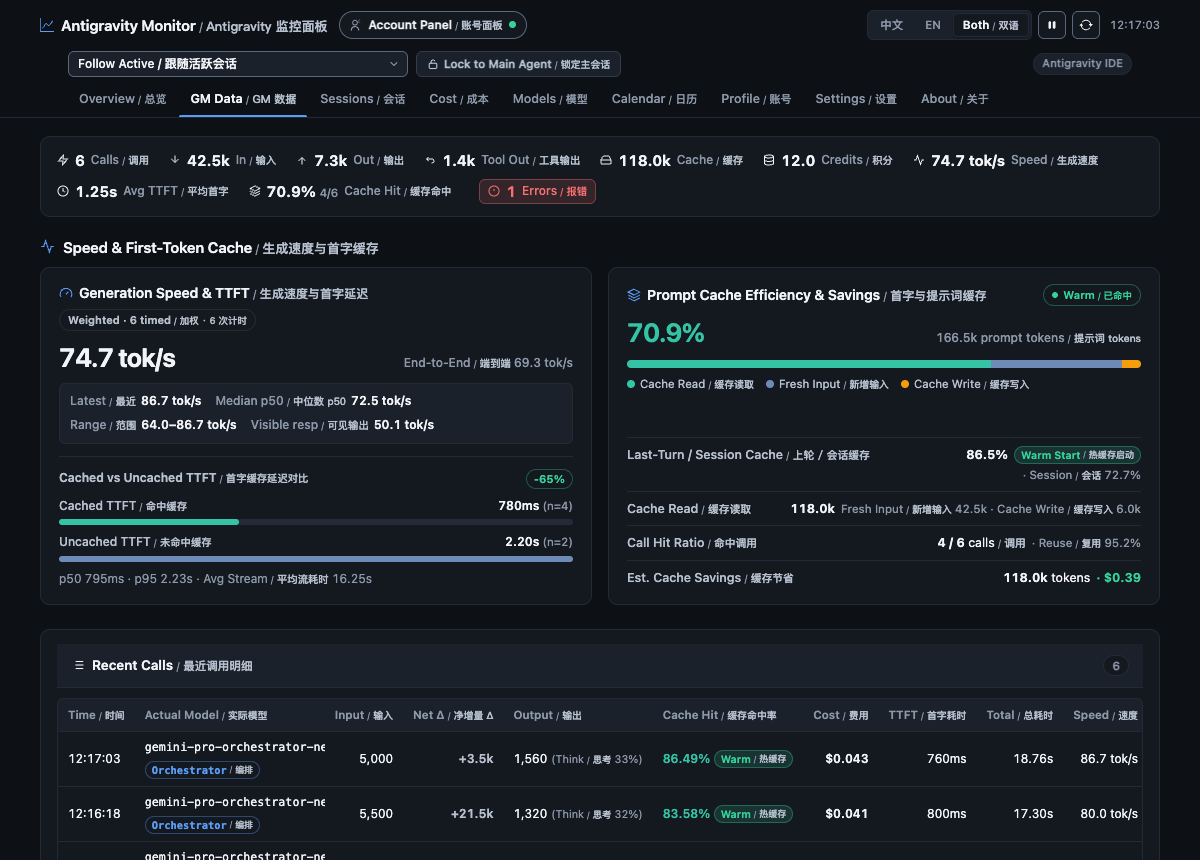 Antigravity Monitor / Antigravity 监控面板
Account Panel / 账号面板
中文 EN Both / 双语 12:17:03
Follow Active / 跟随活跃会话
Lock to Main Agent / 锁定主会话
Antigravity IDE
Overview / 总览 GM Data / GM 数据 Sessions / 会话 Cost / 成本 Models / 模型 Calendar / 日历 Profile / 账号 Settings / 设置 About / 关于
6 Calls / 调用 42.5k In / 输入 7.3k Out / 输出 1.4k Tool Out / 工具输出 118.0k Cache / 缓存 12.0 Credits / 积分 74.7 tok/s Speed / 生成速度
1.25s Avg TTFT / 平均首字 70.9% 4/6 Cache Hit / 缓存命中 1 Errors / 报错
Speed & First-Token Cache / 生成速度与首字缓存
Generation Speed & TTFT / 生成速度与首字延迟
Weighted · 6 timed / 加权 · 6 次计时
74.7 tok/s
End-to-End / 端到端 69.3 tok/s
Latest / 最近 86.7 tok/s Median p50 / 中位数 p50 72.5 tok/s
Range / 范围 64.0–86.7 tok/s Visible resp / 可见输出 50.1 tok/s
Cached vs Uncached TTFT / 首字缓存延迟对比 -65%
Cached TTFT / 命中缓存 780ms (n=4)
Uncached TTFT / 未命中缓存 2.20s (n=2)
p50 795ms · p95 2.23s · Avg Stream / 平均流耗时 16.25s
Prompt Cache Efficiency & Savings / 首字与提示词缓存
Warm / 已命中
70.9%
166.5k prompt tokens / 提示词 tokens
Cache Read / 缓存读取 Fresh Input / 新增输入 Cache Write / 缓存写入
Last-Turn / Session Cache / 上轮 / 会话缓存 86.5% Warm Start / 热缓存启动
· Session / 会话 72.7%
Cache Read / 缓存读取 118.0k Fresh Input / 新增输入 42.5k · Cache Write / 缓存写入 6.0k
Call Hit Ratio / 命中调用 4 / 6 calls / 调用 · Reuse / 复用 95.2%
Est. Cache Savings / 缓存节省 118.0k tokens · $0.39
Recent Calls / 最近调用明细 6
Time / 时间 Actual Model / 实际模型 Input / 输入 Net Δ / 净增量 Δ Output / 输出 Cache Hit / 缓存命中率 Cost / 费用 TTFT / 首字耗时 Total / 总耗时 Speed / 速度
12:17:03 gemini-pro-orchestrator-ne 5,000 +3.5k 1,560 (Think / 思考 33%) 86.49% Warm / 热缓存 $0.043 760ms 18.76s 86.7 tok/s
Orchestrator / 编排
12:16:18 gemini-pro-orchestrator-ne 5,500 +21.5k 1,320 (Think / 思考 32%) 83.58% Warm / 热缓存 $0.041 800ms 17.30s 80.0 tok/s
Orchestrator / 编排
gemini-pro-orchestrator-ne